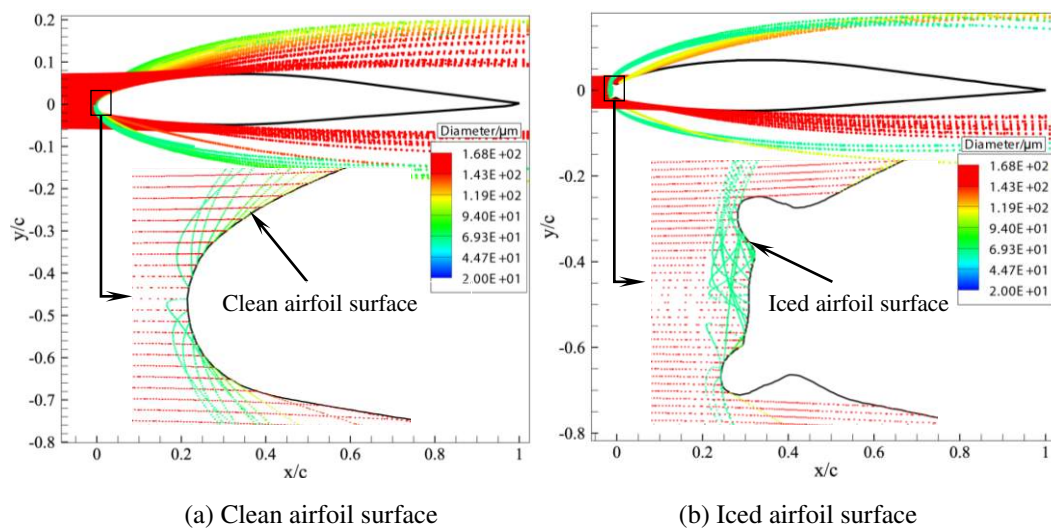 0.2
0.1
0
-0.1
-0.2
-0.3
-0.4
-0.5
-0.6
-0.7
-0.8
y/c
Diameter/μm
1.68E + 02
1.43E + 02
1.19E + 02
9.40E + 01
6.93E + 01
4.47E + 01
2.00E + 01
Clean airfoil surface
0 0.2 0.4 0.6 0.8 1
x/c
(a) Clean airfoil surface
0
-0.2
-0.4
-0.6
-0.8
y/c
Diameter/μm
1.68E + 02
1.43E + 02
1.19E + 02
9.40E + 01
6.93E + 01
4.47E + 01
2.00E + 01
Iced airfoil surface
0 0.2 0.4 0.6 0.8 1
x/c
(b) Iced airfoil surface